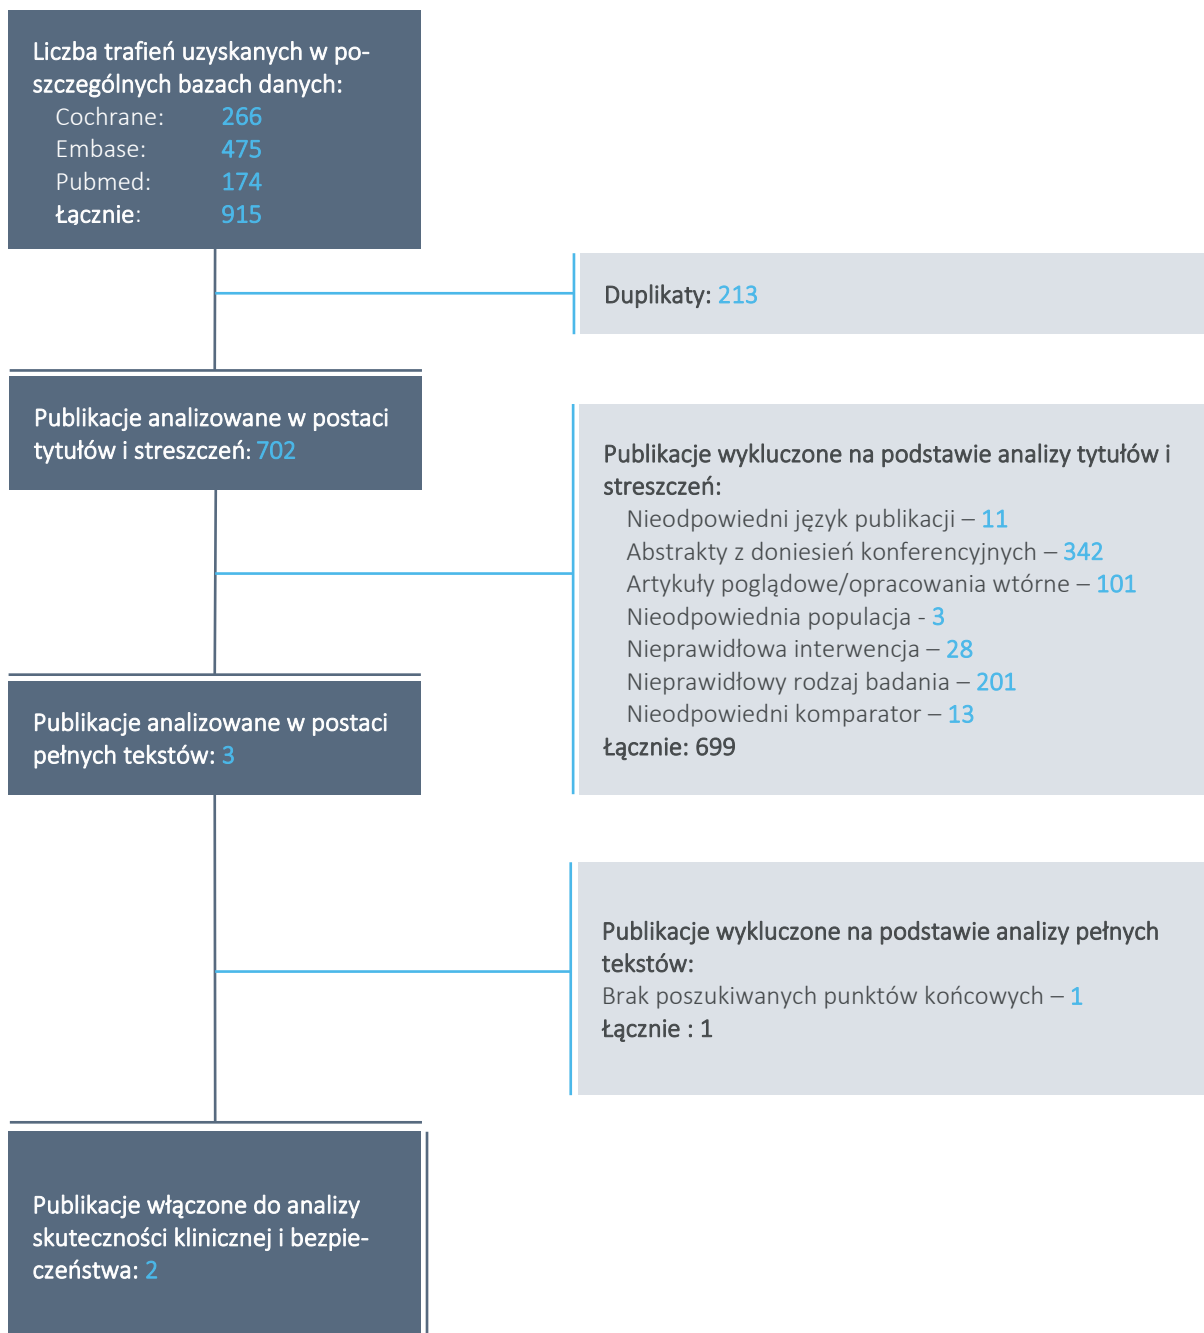 Liczba trafień uzyskanych w po-
szczególnych bazach danych:
Cochrane: 266
Embase: 475
Pubmed: 174
Łącznie: 915
Duplikaty: 213
Publikacje analizowane w postaci
tytułów i streszczeń: 702
Publikacje wykluczone na podstawie analizy tytułów i
streszczeń:
Nieodpowiedni język publikacji – 11
Abstrakty z doniesień konferencyjnych – 342
Artykuły poglądowe/opracowania wtórne – 101
Nieodpowiednia populacja - 3
Nieprawidłowa interwencja – 28
Nieprawidłowy rodzaj badania – 201
Nieodpowiedni komparator – 13
Łącznie: 699
Publikacje analizowane w postaci
pełnych tekstów: 3
Publikacje wykluczone na podstawie analizy pełnych
tekstów:
Brak poszukiwanych punktów końcowych – 1
Łącznie : 1
Publikacje włączone do analizy
skuteczności klinicznej i bezpie-
czeństwa: 2